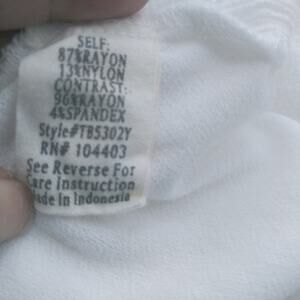 SELF:
87%RAYON
13%NYLON
CONTRAST:
96%RAYON
4%SPANDEX
Style#TB5302Y
RN# 104403
See Reverse For
Care Instruction
Made In Indonesia